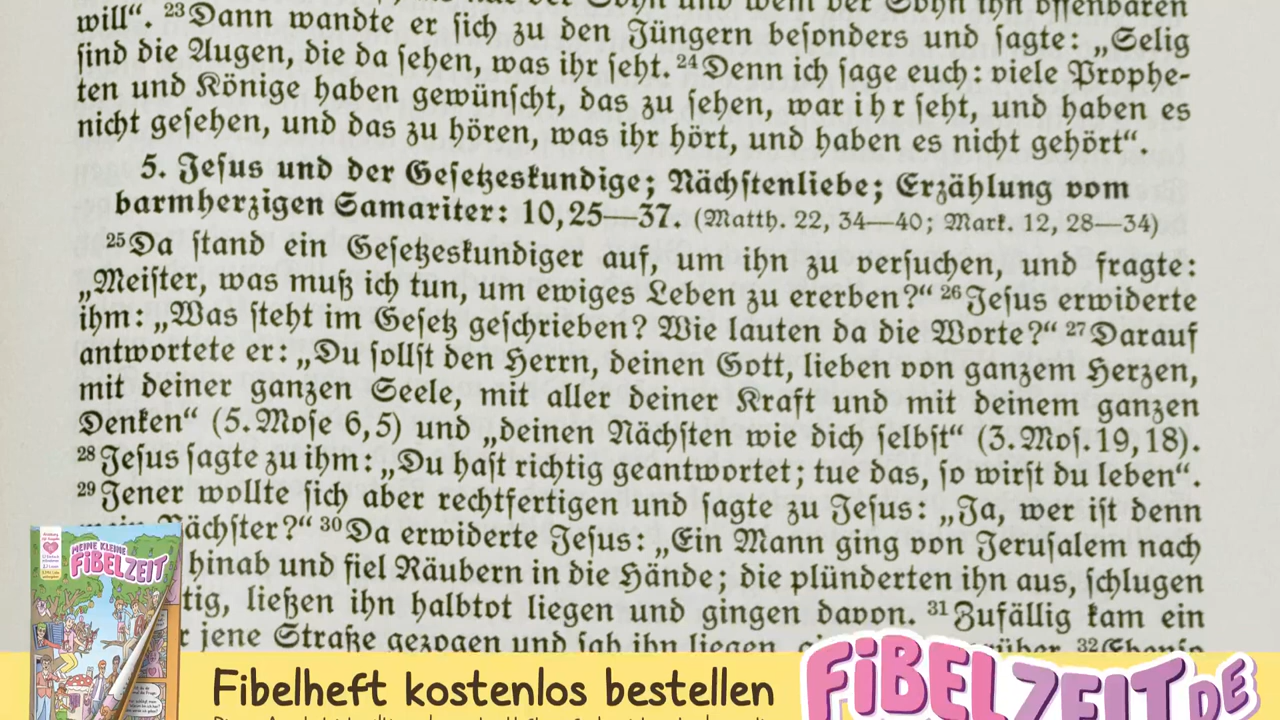 will“. ²³Dann wandte er sich zu den Jüngern besonders und sagte: „Selig
sind die Augen, die da sehen, was ihr seht. ²⁴Denn ich sage euch: viele Prophe-
ten und Könige haben gewünscht, das zu sehen, war ihr seht, und haben es
nicht gesehen, und das zu hören, was ihr hört, und haben es nicht gehört“.
5. Jesus und der Gesetzeskundige; Nächstenliebe; Erzählung vom
barmherzigen Samariter: 10,25—37. (Matth. 22, 34—40; Mark. 12, 28—34)
²⁵Da stand ein Gesetzeskundiger auf, um ihn zu versuchen, und fragte:
„Meister, was muß ich tun, um ewiges Leben zu ererben?“ ²⁶Jesus erwiderte
ihm: „Was steht im Gesetz geschrieben? Wie lauten da die Worte?“ ²⁷Darauf
antwortete er: „Du sollst den Herrn, deinen Gott, lieben von ganzem Herzen,
mit deiner ganzen Seele, mit aller deiner Kraft und mit deinem ganzen
Denken“ (5. Mose 6,5) und „deinen Nächsten wie dich selbst“ (3. Mos. 19, 18).
²⁸Jesus sagte zu ihm: „Du hast richtig geantwortet; tue das, so wirst du leben“.
²⁹Jener wollte sich aber rechtfertigen und sagte zu Jesus: „Ja, wer ist denn
Nächster?“ ³⁰Da erwiderte Jesus: „Ein Mann ging von Jerusalem nach
hinab und fiel Räubern in die Hände; die plünderten ihn aus, schlugen
tig, ließen ihn halbtot liegen und gingen davon. ³¹Zufällig kam ein
r jene Straße gezogen und sah ihn liegen
MEINE KLEINE
FiBELZEiT
Fibelheft kostenlos bestellen
FiBELZEiT.DE